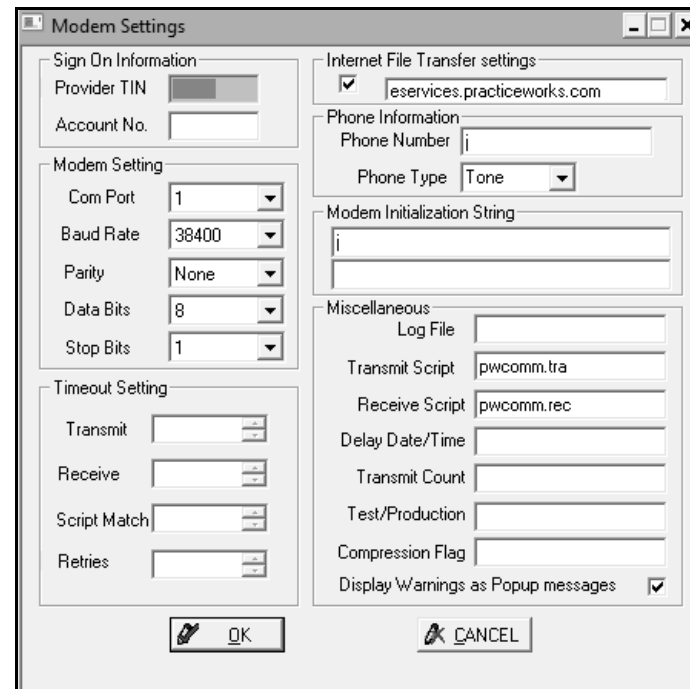 Modem Settings
Sign On Information
Provider TIN
Account No.
Modem Setting
Com Port 1
Baud Rate 38400
Parity None
Data Bits 8
Stop Bits 1
Timeout Setting
Transmit
Receive
Script Match
Retries
Internet File Transfer settings
eservices.practiceworks.com
Phone Information
Phone Number j
Phone Type Tone
Modem Initialization String
j
Miscellaneous
Log File
Transmit Script pwcomm.tra
Receive Script pwcomm.rec
Delay Date/Time
Transmit Count
Test/Production
Compression Flag
Display Warnings as Popup messages
OK
CANCEL